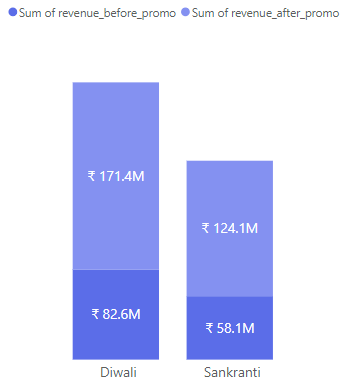 Sum of revenue_before_promo Sum of revenue_after_promo
₹ 171.4M
₹ 124.1M
₹ 82.6M
₹ 58.1M
Diwali Sankranti